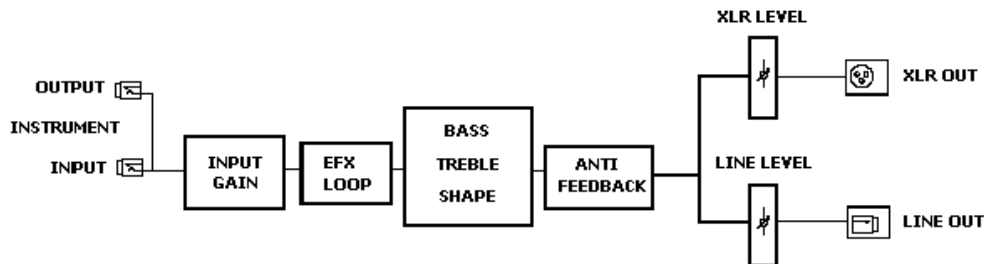 XLR LEVEL
OUTPUT
XLR OUT
INSTRUMENT
INPUT
INPUT
GAIN
EFX
LOOP
BASS
TREBLE
SHAPE
ANTI
FEEDBACK
LINE LEVEL
LINE OUT